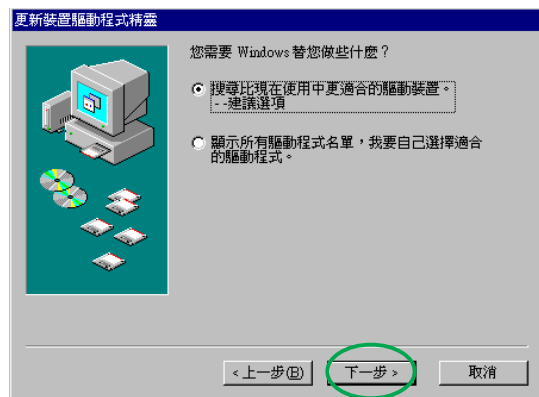 更新裝置驅動程式精靈
您需要 Windows 替您做些什麼？
搜尋比現在使用中更適合的驅動裝置。
--建議選項
顯示所有驅動程式名單，我要自己選擇適合
的驅動程式。
<上一步(B)
下一步>
取消